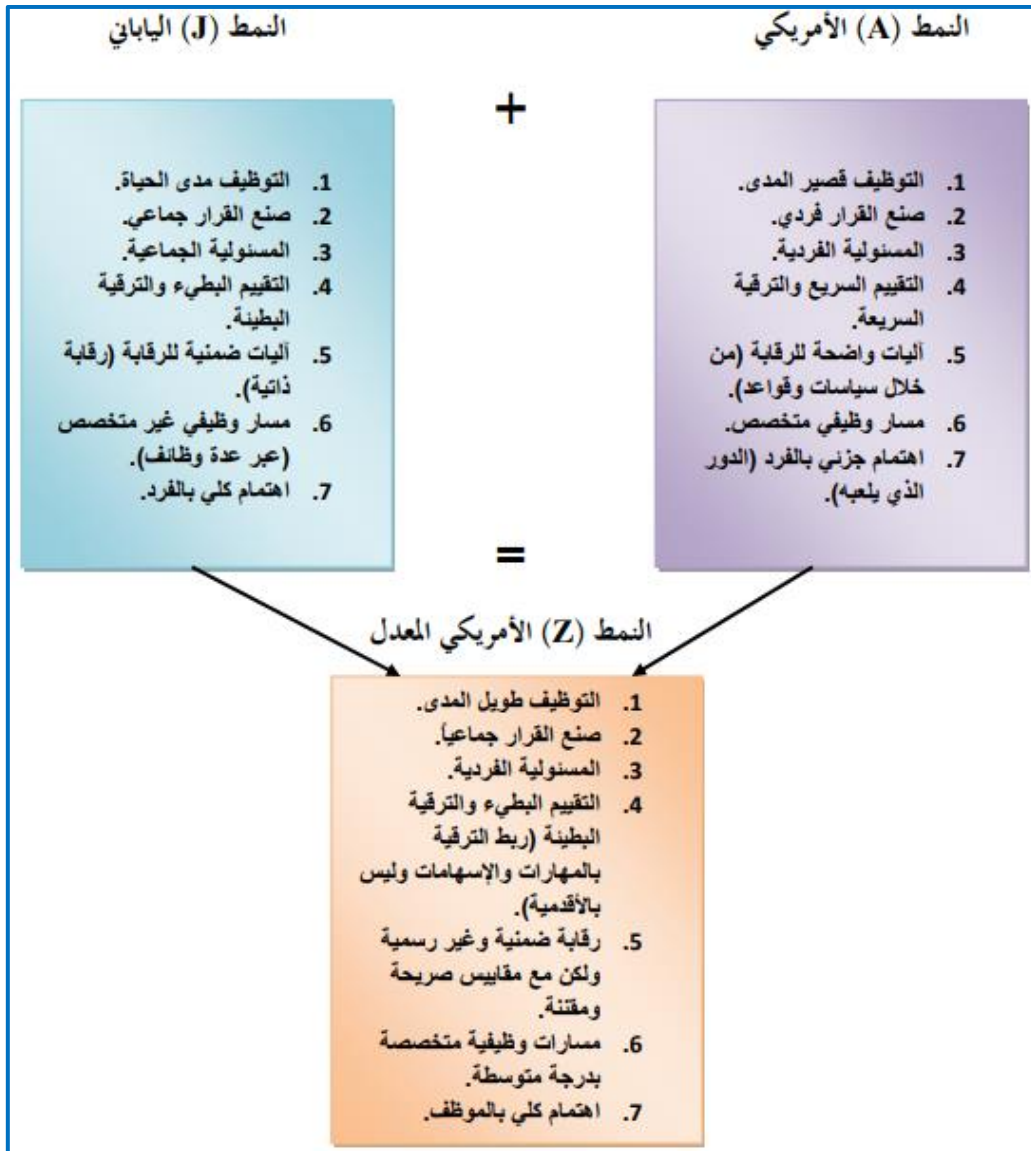 النمط (A) الأمريكي
النمط (J) الياباني
+
1. التوظيف قصير المدى.
2. صنع القرار فردي.
3. المسئولية الفردية.
4. التقييم السريع والترقية
السريعة.
5. آليات واضحة للرقابة (من
خلال سياسات وقواعد).
6. مسار وظيفي متخصص.
7. اهتمام جزئي بالفرد (الدور
الذي يلعبه).
1. التوظيف مدى الحياة.
2. صنع القرار جماعي.
3. المسئولية الجماعية.
4. التقييم البطيء والترقية
البطيئة.
5. آليات ضمنية للرقابة (رقابة
ذاتية).
6. مسار وظيفي غير متخصص
(عبر عدة وظائف).
7. اهتمام كلي بالفرد.
=
النمط (Z) الأمريكي المعدل
1. التوظيف طويل المدى.
2. صنع القرار جماعياً.
3. المسئولية الفردية.
4. التقييم البطيء والترقية
البطيئة (ربط الترقية
بالمهارات والإسهامات وليس
بالأقدمية).
5. رقابة ضمنية وغير رسمية
ولكن مع مقاييس صريحة
ومقننة.
6. مسارات وظيفية متخصصة
بدرجة متوسطة.
7. اهتمام كلي بالموظف.